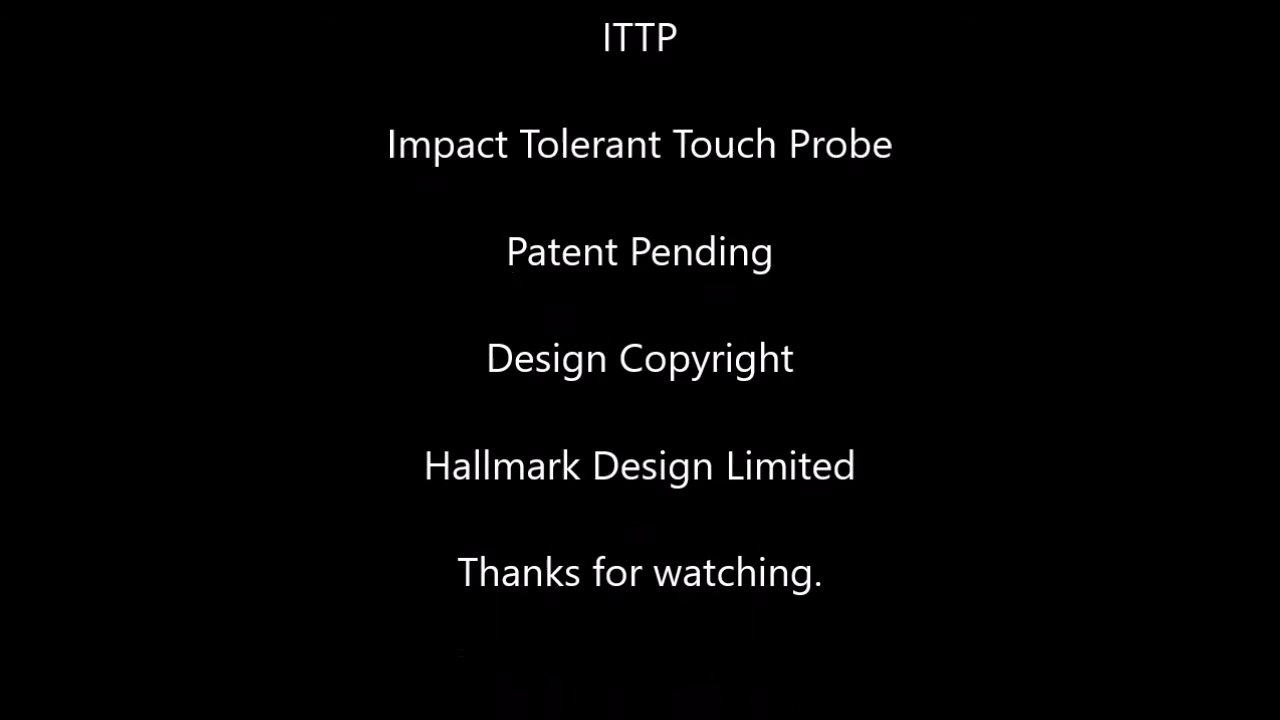 ITTP
Impact Tolerant Touch Probe
Patent Pending
Design Copyright
Hallmark Design Limited
Thanks for watching.